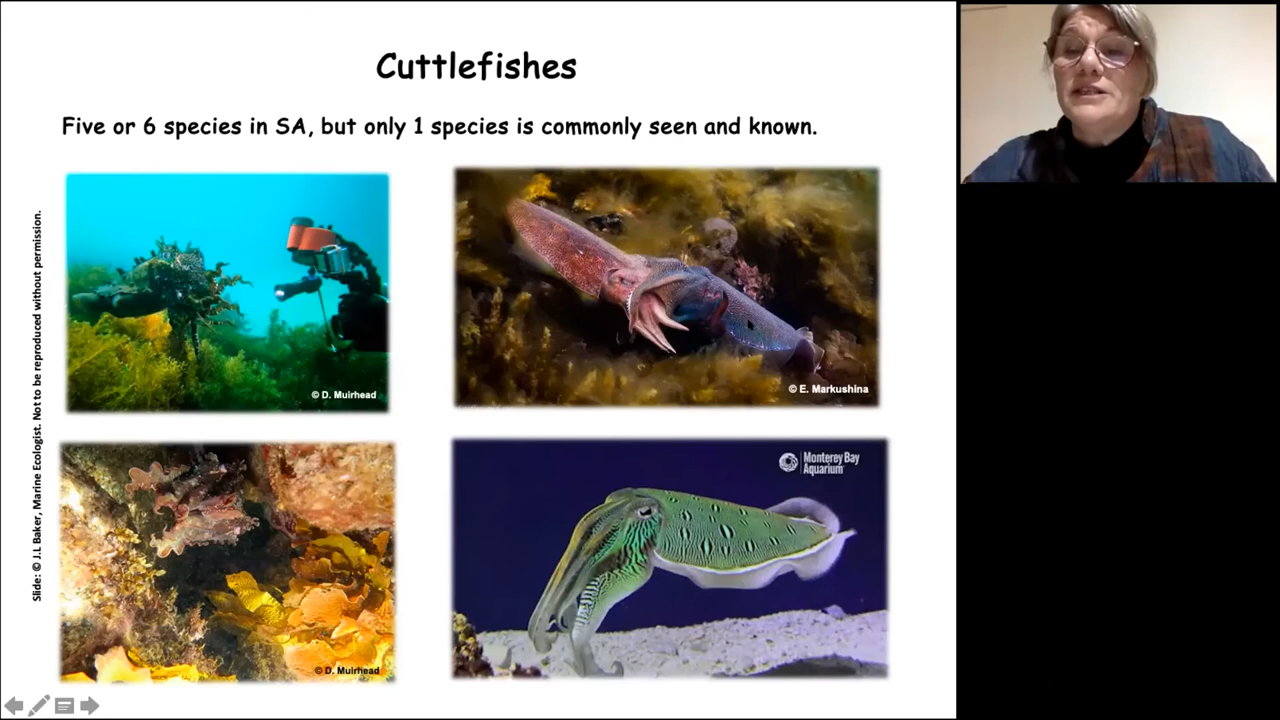 Cuttlefishes
Five or 6 species in SA, but only 1 species is commonly seen and known.
Slide: © J.L Baker, Marine Ecologist. Not to be reproduced without permission.
© D. Muirhead
© E. Markushina
© D. Muirhead
Monterey Bay
Aquarium